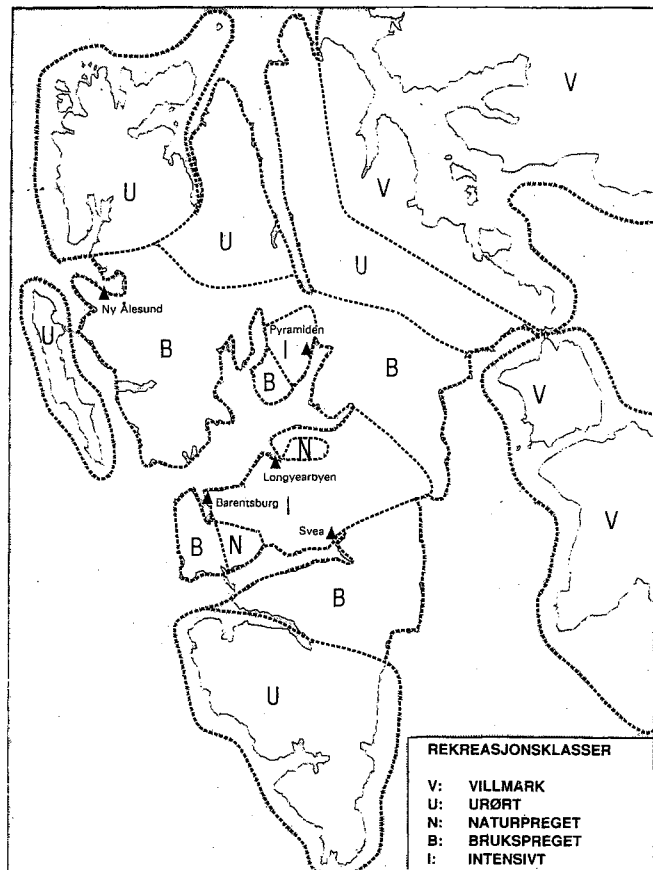 V
U
V
U
U
Ny Ålesund
U
Pyramiden
B
I
B
B
V
N
Longyearbyen
Barentsburg
I
V
Svea
B
N
B
U
REKREASJONSKLASSER
V: VILLMARK
U: URØRT
N: NATURPREGET
B: BRUKSPREGET
I: INTENSIVT